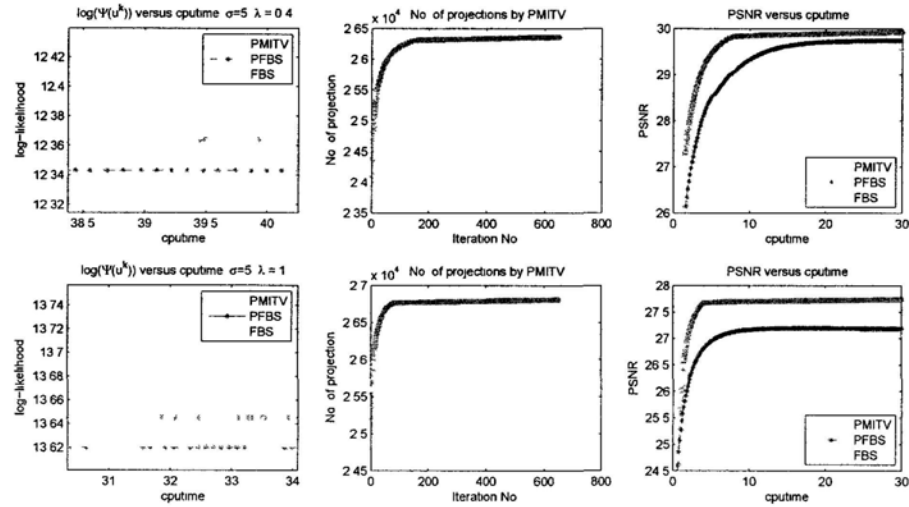 log(Ψ(u^k)) versus cputime σ=5 λ = 0 4
12 42
12 4
12 38
12 36
12 34
12 32
log-likelihood
38 5
39
39 5
40
cputime
PMITV
PFBS
FBS
No of projections by PMITV
x 10^4
2 65
2 6
2 55
2 5
2 45
2 4
2 35
No of projection
0
200
400
600
800
Iteration No
PSNR versus cputime
30
29
28
27
26
PSNR
0
10
20
30
cputime
PMITV
PFBS
FBS
log(Ψ(u^k)) versus cputime σ=5 λ = 1
13 74
13 72
13 7
13 68
13 66
13 64
13 62
log-likelihood
31
32
33
34
cputime
PMITV
PFBS
FBS
No of projections by PMITV
x 10^4
2 7
2 65
2 6
2 55
2 5
2 45
No of projection
0
200
400
600
800
Iteration No
PSNR versus cputime
28
27 5
27
26 5
26
25 5
25
24 5
PSNR
0
10
20
30
cputime
PMITV
PFBS
FBS